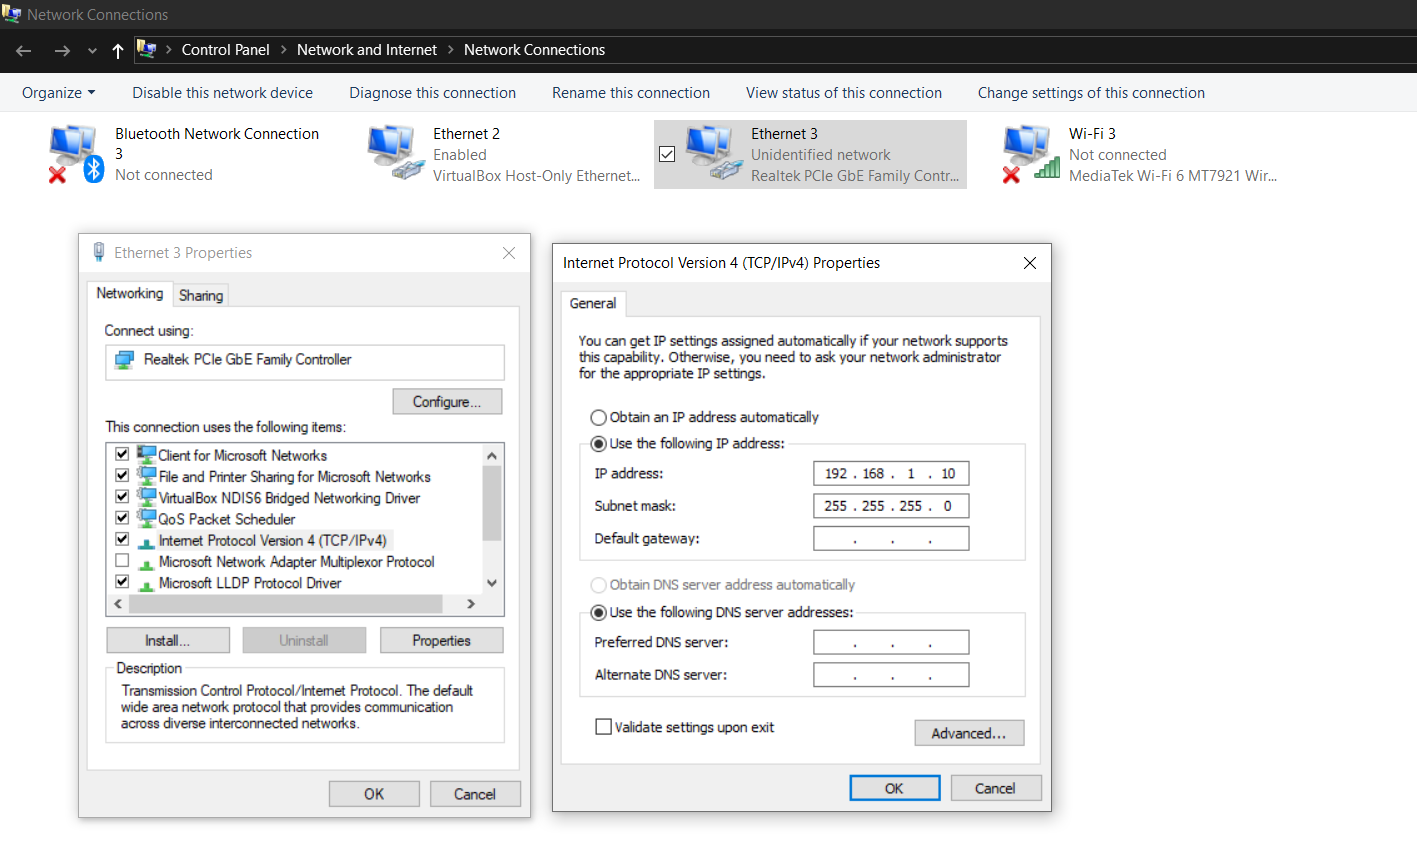 Network Connections
Control Panel > Network and Internet > Network Connections
Organize Disable this network device Diagnose this connection Rename this connection View status of this connection Change settings of this connection
Bluetooth Network Connection
3
Not connected
Ethernet 2
Enabled
VirtualBox Host-Only Ethernet...
Ethernet 3
Unidentified network
Realtek PCIe GbE Family Contr...
Wi-Fi 3
Not connected
MediaTek Wi-Fi 6 MT7921 Wir...
Ethernet 3 Properties
Networking Sharing
Connect using:
Realtek PCIe GbE Family Controller
Configure...
This connection uses the following items:
Client for Microsoft Networks
File and Printer Sharing for Microsoft Networks
VirtualBox NDIS6 Bridged Networking Driver
QoS Packet Scheduler
Internet Protocol Version 4 (TCP/IPv4)
Microsoft Network Adapter Multiplexor Protocol
Microsoft LLDP Protocol Driver
Install... Uninstall Properties
Description
Transmission Control Protocol/Internet Protocol. The default
wide area network protocol that provides communication
across diverse interconnected networks.
OK Cancel
Internet Protocol Version 4 (TCP/IPv4) Properties
General
You can get IP settings assigned automatically if your network supports
this capability. Otherwise, you need to ask your network administrator
for the appropriate IP settings.
Obtain an IP address automatically
Use the following IP address:
IP address: 192 . 168 . 1 . 10
Subnet mask: 255 . 255 . 255 . 0
Default gateway: . . .
Obtain DNS server address automatically
Use the following DNS server addresses:
Preferred DNS server: . . .
Alternate DNS server: . . .
Validate settings upon exit
Advanced...
OK Cancel